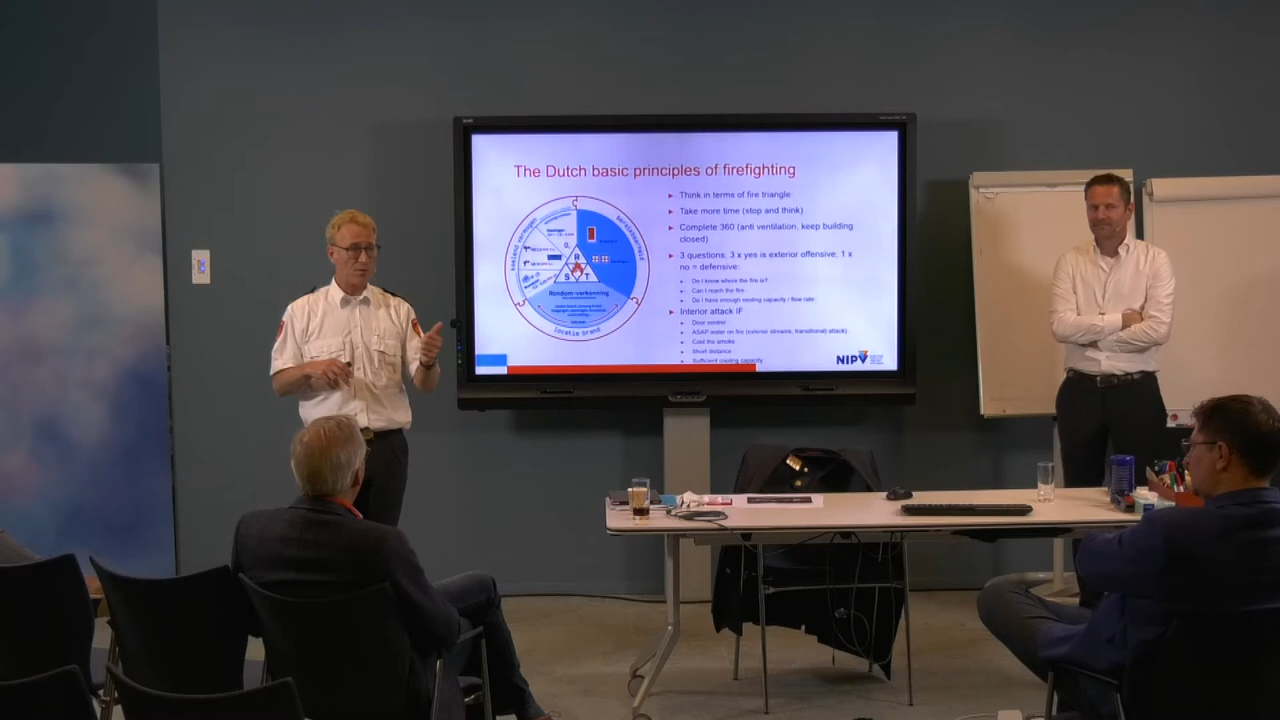 The Dutch basic principles of firefighting
Think in terms of fire triangle
Take more time (stop and think)
Complete 360 (anti ventilation, keep building
closed)
3 questions, 3 x yes is exterior offensive, 1 x
no = defensive:
Do I know where the fire is?
Can I reach the fire
Do I have enough cooling capacity / flow rate
Interior attack IF
Door control
ASAP water on fire (exterior streams, transitional) attack)
Cool the smoke
Short distance
Sufficient cooling capacity
koelend vermogen
bereikbaarheid
O₂
R
S
T
Rondom-verkenning
locatie brand
NIPV